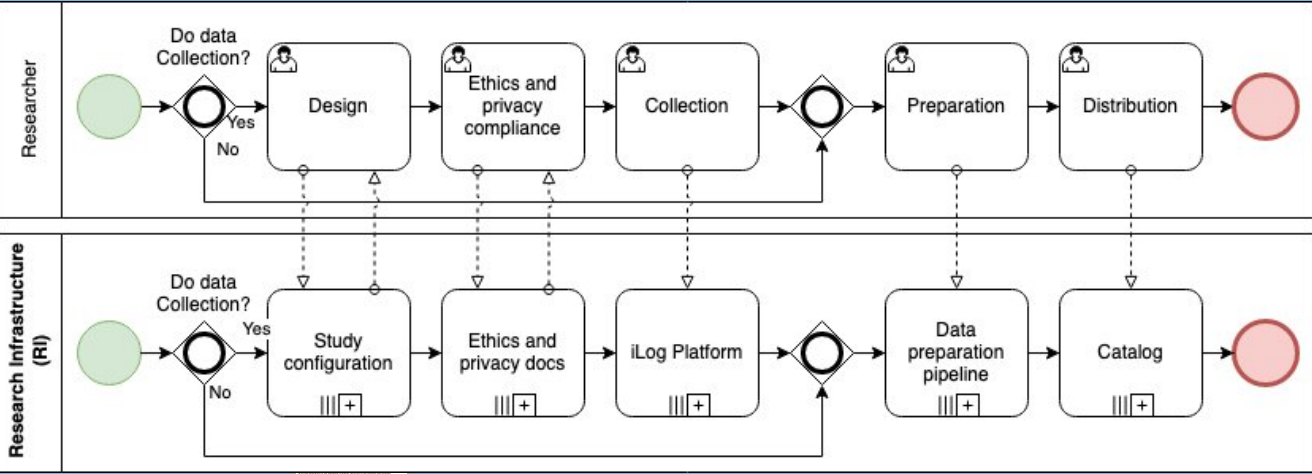 Researcher
Do data
Collection?
Yes
No
Design
Ethics and
privacy
compliance
Collection
Preparation
Distribution
Research Infrastructure
(RI)
Do data
Collection?
Yes
No
Study
configuration
Ethics and
privacy docs
iLog Platform
Data
preparation
pipeline
Catalog